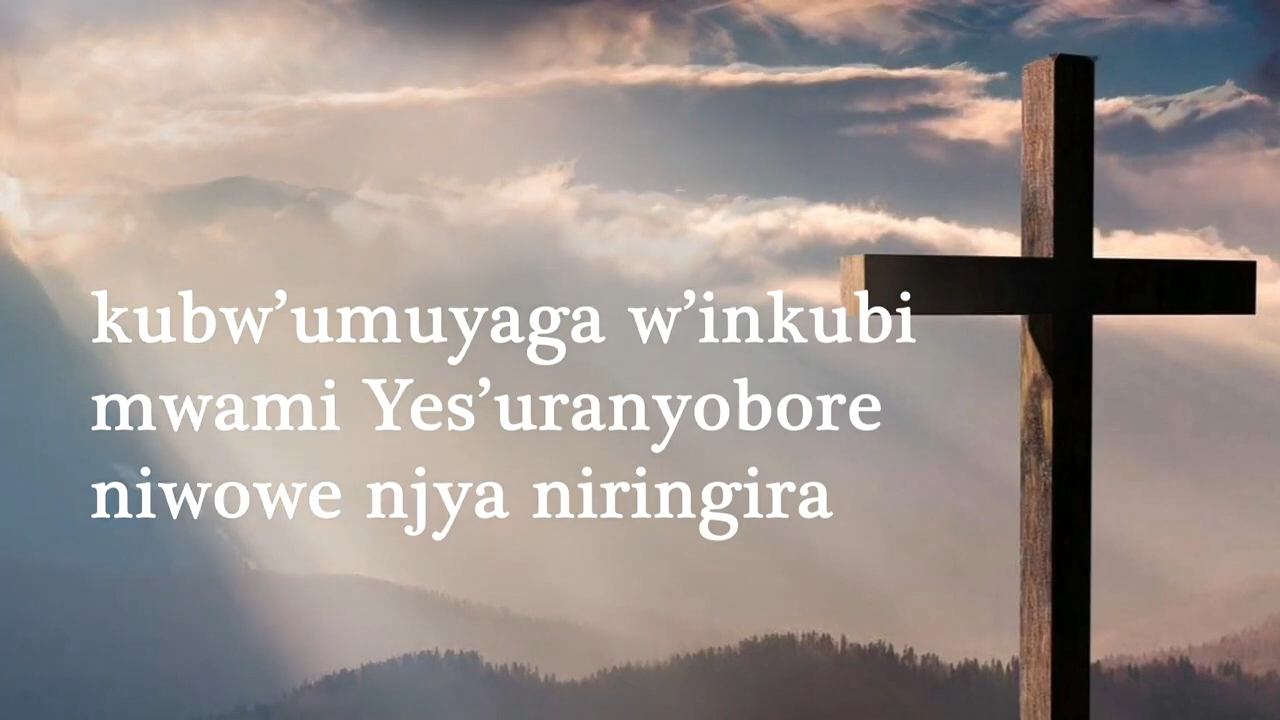 kubw’umuyaga w’inkubi
mwami Yes’uranyobore
niwowe njya niringira